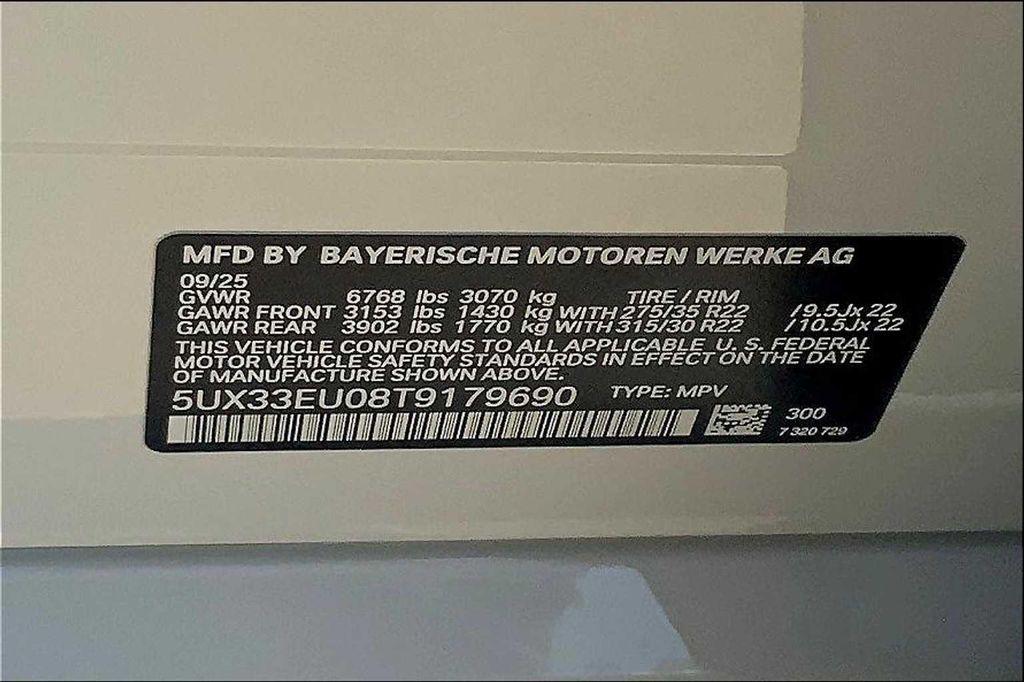 MFD BY BAYERISCHE MOTOREN WERKE AG
09/25
GVWR 6768 lbs 3070 kg TIRE / RIM
GAWR FRONT 3153 lbs 1430 kg WITH 275/35 R22 /9.5Jx22
GAWR REAR 3902 lbs 1770 kg WITH 315/30 R22 /10.5Jx22
THIS VEHICLE CONFORMS TO ALL APPLICABLE U.S. FEDERAL
MOTOR VEHICLE SAFETY STANDARDS IN EFFECT ON THE DATE
OF MANUFACTURE SHOWN ABOVE.
5UX33EU08T9179690 TYPE: MPV
300
7 320 729